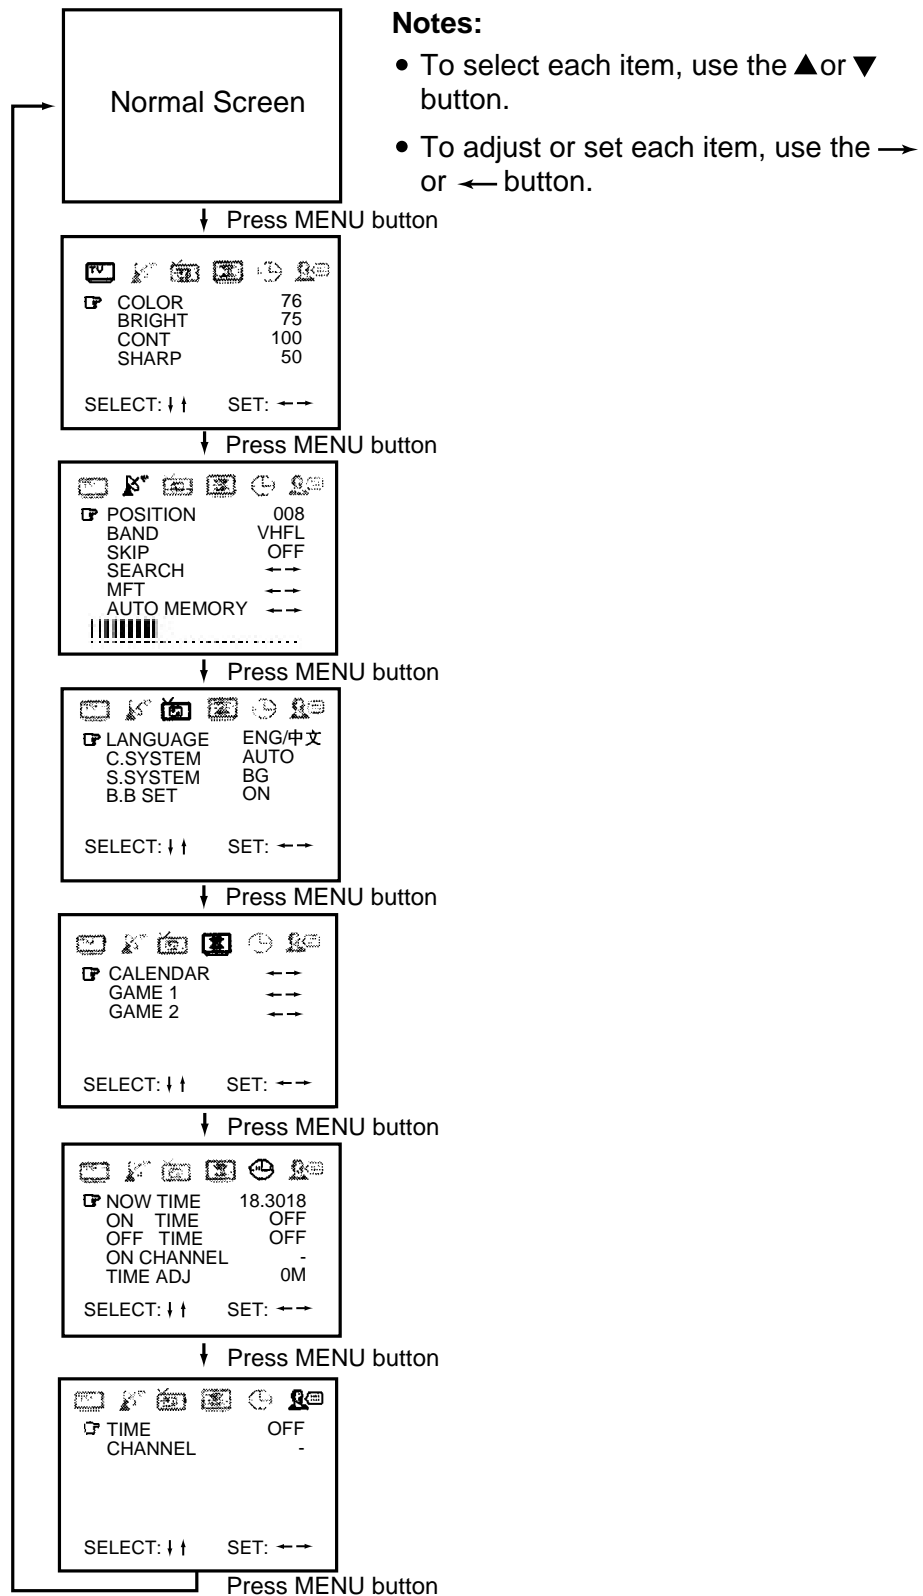 Notes:
• To select each item, use the ▲or ▼
button.
• To adjust or set each item, use the →
or ← button.
Normal Screen
Press MENU button
TV
COLOR 76
BRIGHT 75
CONT 100
SHARP 50
SELECT: ↓↑ SET: ←→
Press MENU button
POSITION 008
BAND VHFL
SKIP OFF
SEARCH ←→
MFT ←→
AUTO MEMORY ←→
Press MENU button
LANGUAGE ENG/中文
C.SYSTEM AUTO
S.SYSTEM BG
B.B SET ON
SELECT: ↓↑ SET: ←→
Press MENU button
CALENDAR ←→
GAME 1 ←→
GAME 2 ←→
SELECT: ↓↑ SET: ←→
Press MENU button
NOW TIME 18.3018
ON TIME OFF
OFF TIME OFF
ON CHANNEL -
TIME ADJ 0M
SELECT: ↓↑ SET: ←→
Press MENU button
TIME OFF
CHANNEL -
SELECT: ↓↑ SET: ←→
Press MENU button